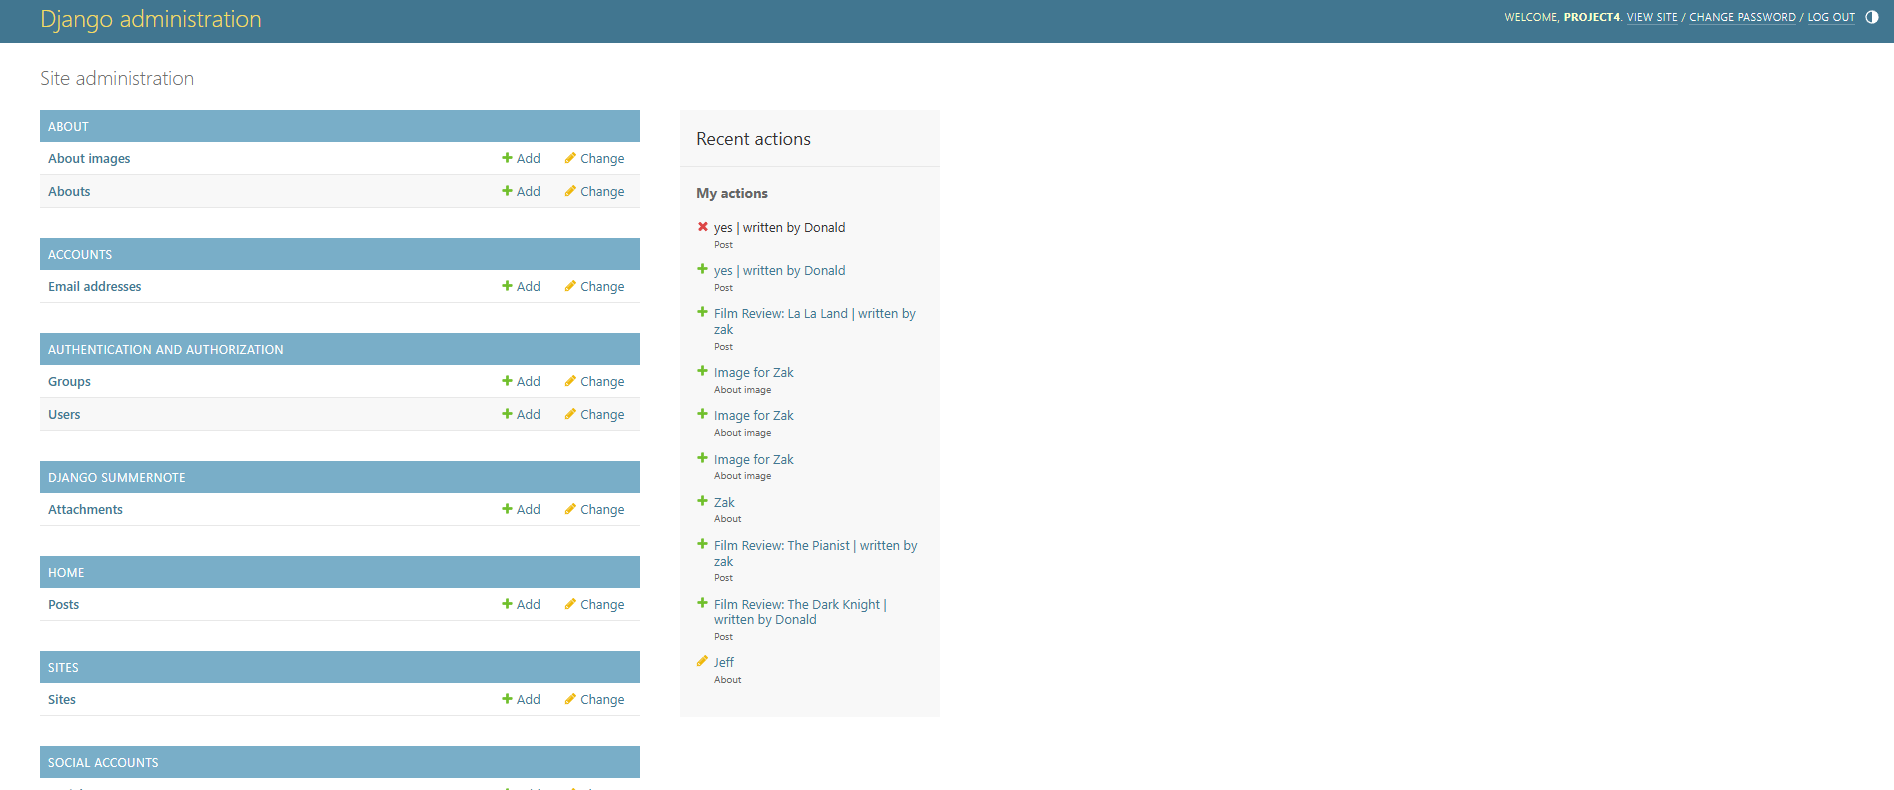 Django administration
WELCOME, PROJECT4. VIEW SITE / CHANGE PASSWORD / LOG OUT
Site administration
ABOUT
About images Add Change
Abouts Add Change
ACCOUNTS
Email addresses Add Change
AUTHENTICATION AND AUTHORIZATION
Groups Add Change
Users Add Change
DJANGO SUMMERNOTE
Attachments Add Change
HOME
Posts Add Change
SITES
Sites Add Change
SOCIAL ACCOUNTS
Recent actions
My actions
yes | written by Donald
Post
yes | written by Donald
Post
Film Review: La La Land | written by
zak
Post
Image for Zak
About image
Image for Zak
About image
Image for Zak
About image
Zak
About
Film Review: The Pianist | written by
zak
Post
Film Review: The Dark Knight |
written by Donald
Post
Jeff
About